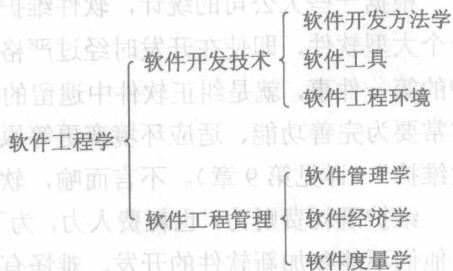 软件开发方法学
软件开发技术
软件工具
软件工程环境
软件工程学
软件管理学
软件工程管理
软件经济学
软件度量学